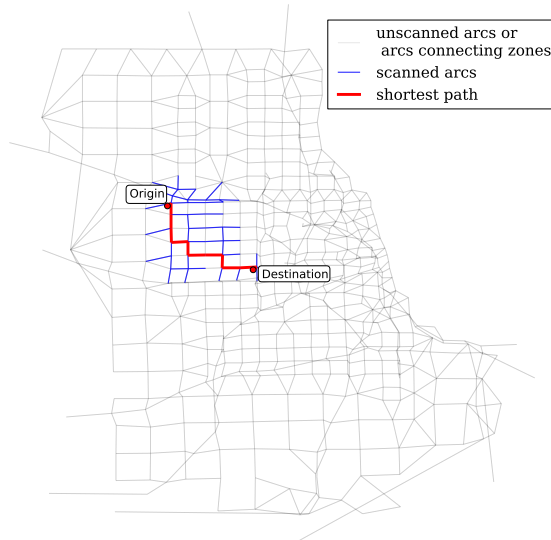 unscanned arcs or
arcs connecting zones
scanned arcs
shortest path
Origin
Destination